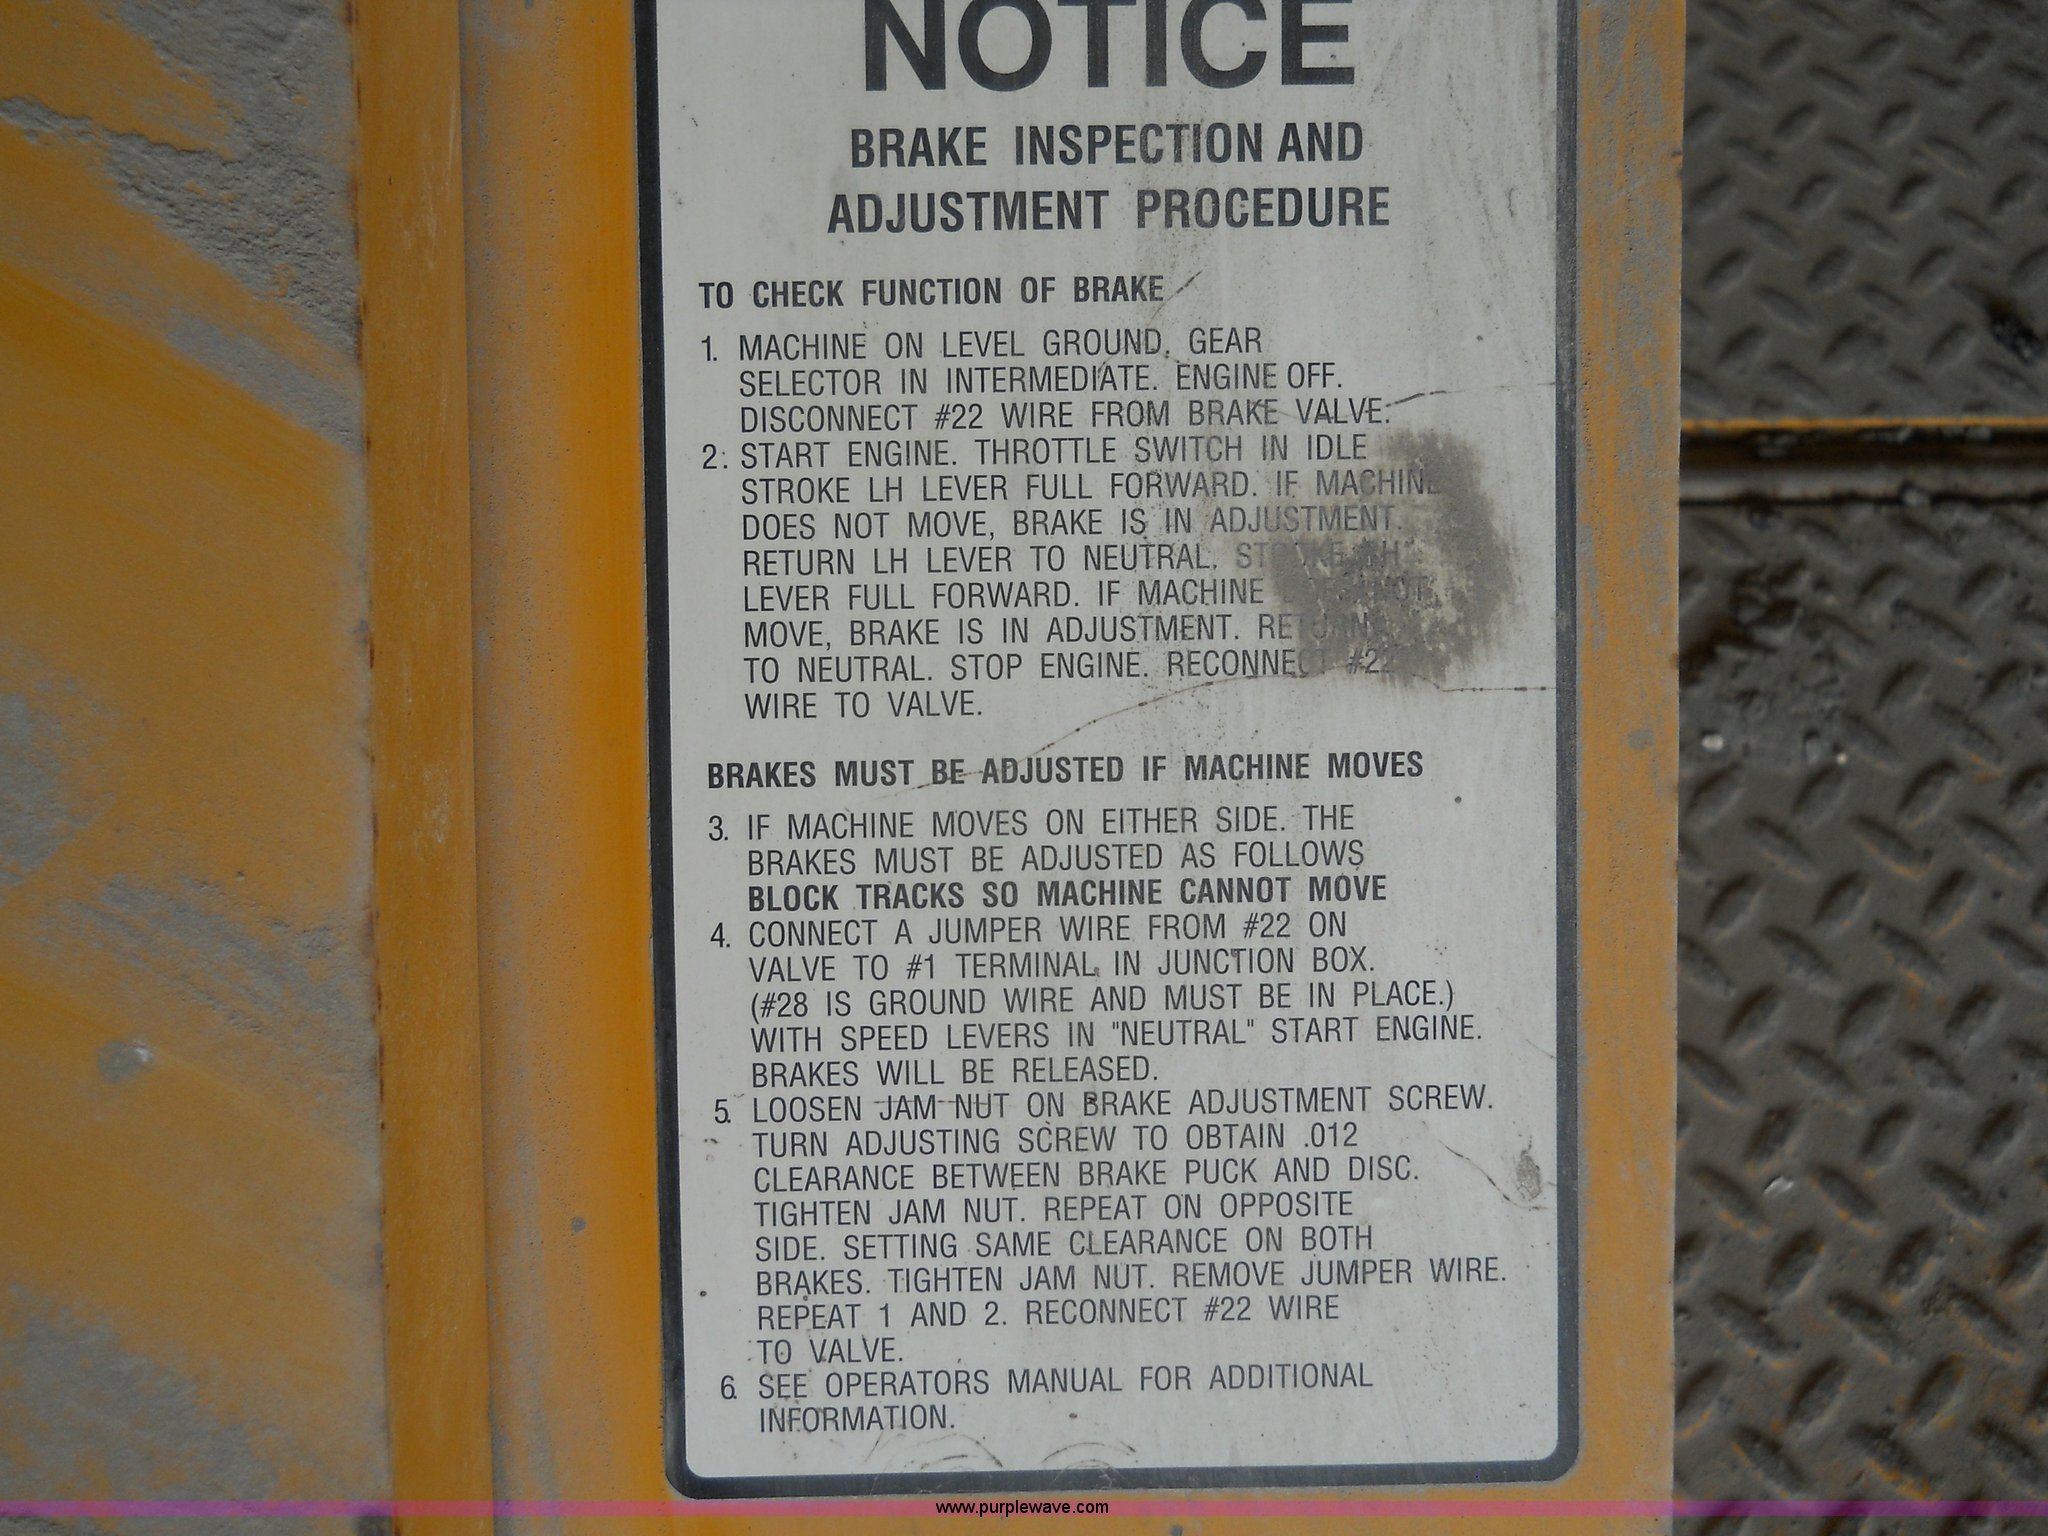 NOTICE
BRAKE INSPECTION AND
ADJUSTMENT PROCEDURE
TO CHECK FUNCTION OF BRAKE
1. MACHINE ON LEVEL GROUND. GEAR
SELECTOR IN INTERMEDIATE. ENGINE OFF.
DISCONNECT #22 WIRE FROM BRAKE VALVE.
2. START ENGINE. THROTTLE SWITCH IN IDLE
STROKE LH LEVER FULL FORWARD. IF MACHINE
DOES NOT MOVE, BRAKE IS IN ADJUSTMENT.
RETURN LH LEVER TO NEUTRAL. STROKE
LEVER FULL FORWARD. IF MACHINE DOES NOT
MOVE, BRAKE IS IN ADJUSTMENT. RETURN
TO NEUTRAL. STOP ENGINE. RECONNECT #22
WIRE TO VALVE.
BRAKES MUST BE ADJUSTED IF MACHINE MOVES
3. IF MACHINE MOVES ON EITHER SIDE. THE
BRAKES MUST BE ADJUSTED AS FOLLOWS
BLOCK TRACKS SO MACHINE CANNOT MOVE
4. CONNECT A JUMPER WIRE FROM #22 ON
VALVE TO #1 TERMINAL IN JUNCTION BOX.
(#28 IS GROUND WIRE AND MUST BE IN PLACE.)
WITH SPEED LEVERS IN "NEUTRAL" START ENGINE.
BRAKES WILL BE RELEASED.
5. LOOSEN JAM NUT ON BRAKE ADJUSTMENT SCREW.
TURN ADJUSTING SCREW TO OBTAIN .012
CLEARANCE BETWEEN BRAKE PUCK AND DISC.
TIGHTEN JAM NUT. REPEAT ON OPPOSITE
SIDE. SETTING SAME CLEARANCE ON BOTH
BRAKES. TIGHTEN JAM NUT. REMOVE JUMPER WIRE.
REPEAT 1 AND 2. RECONNECT #22 WIRE
TO VALVE.
6. SEE OPERATORS MANUAL FOR ADDITIONAL
INFORMATION.
www.purplewave.com